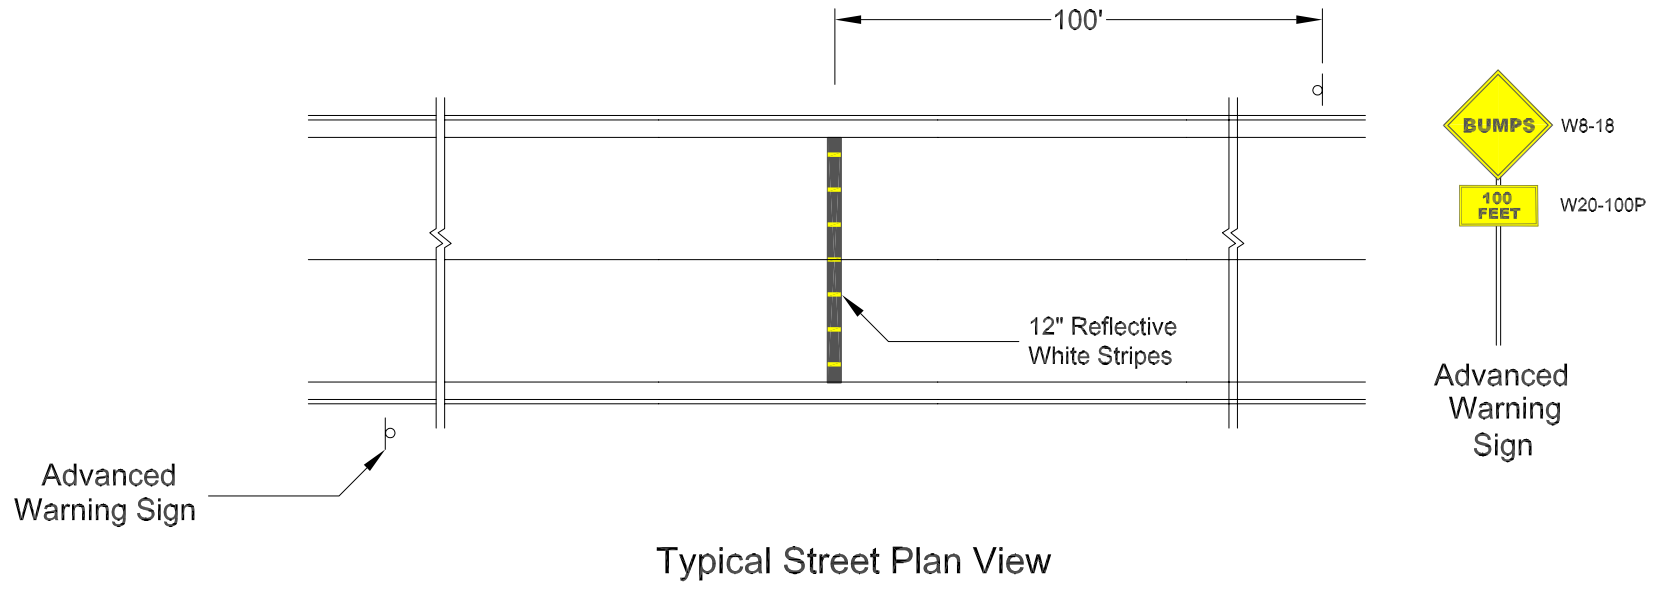 100'
BUMPS
W8-18
100
FEET
W20-100P
12" Reflective
White Stripes
Advanced
Warning
Sign
Advanced
Warning Sign
Typical Street Plan View